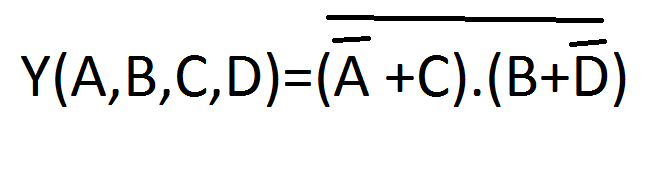 Y(A,B,C,D)=(A̅ +C).(B+D̅)